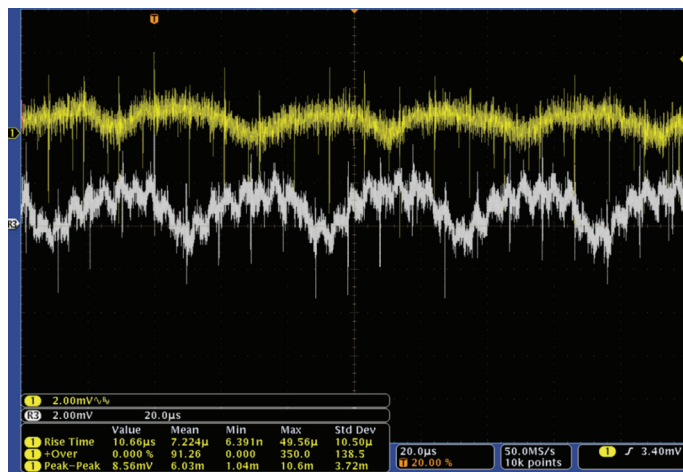 T
1
R3
1 2.00mV∿
R3 2.00mV 20.0µs
Value Mean Min Max Std Dev
1 Rise Time 10.66µs 7.224µ 6.391n 49.56µ 10.50µ
1 +Over 0.000 % 91.26 0.000 350.0 138.5
1 Peak-Peak 8.56mV 6.03m 1.04m 10.6m 3.72m
20.0µs
T 20.00 %
50.0MS/s
10k points
1 ∫ 3.40mV